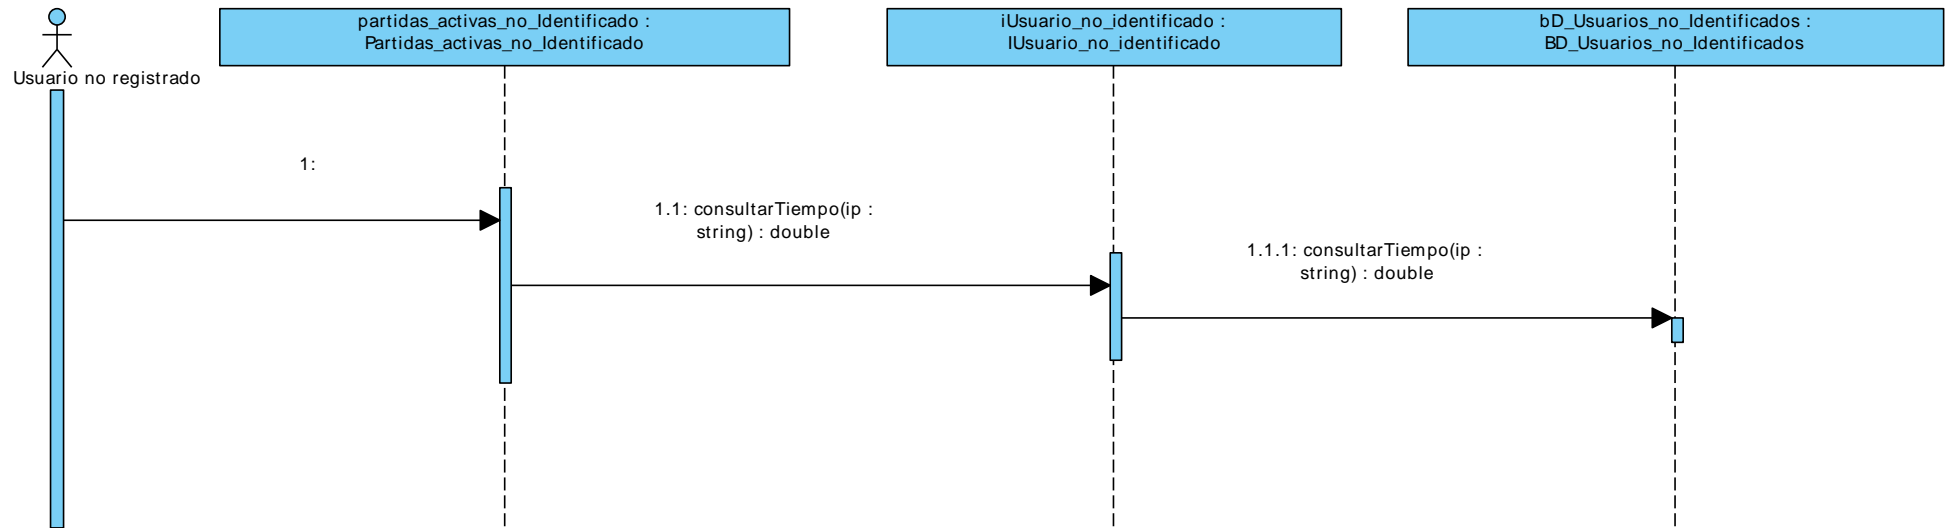 partidas_activas_no_Identificado :
Partidas_activas_no_Identificado
iUsuario_no_identificado :
IUsuario_no_identificado
bD_Usuarios_no_Identificados :
BD_Usuarios_no_Identificados
Usuario no registrado
1:
1.1: consultarTiempo(ip :
string) : double
1.1.1: consultarTiempo(ip :
string) : double